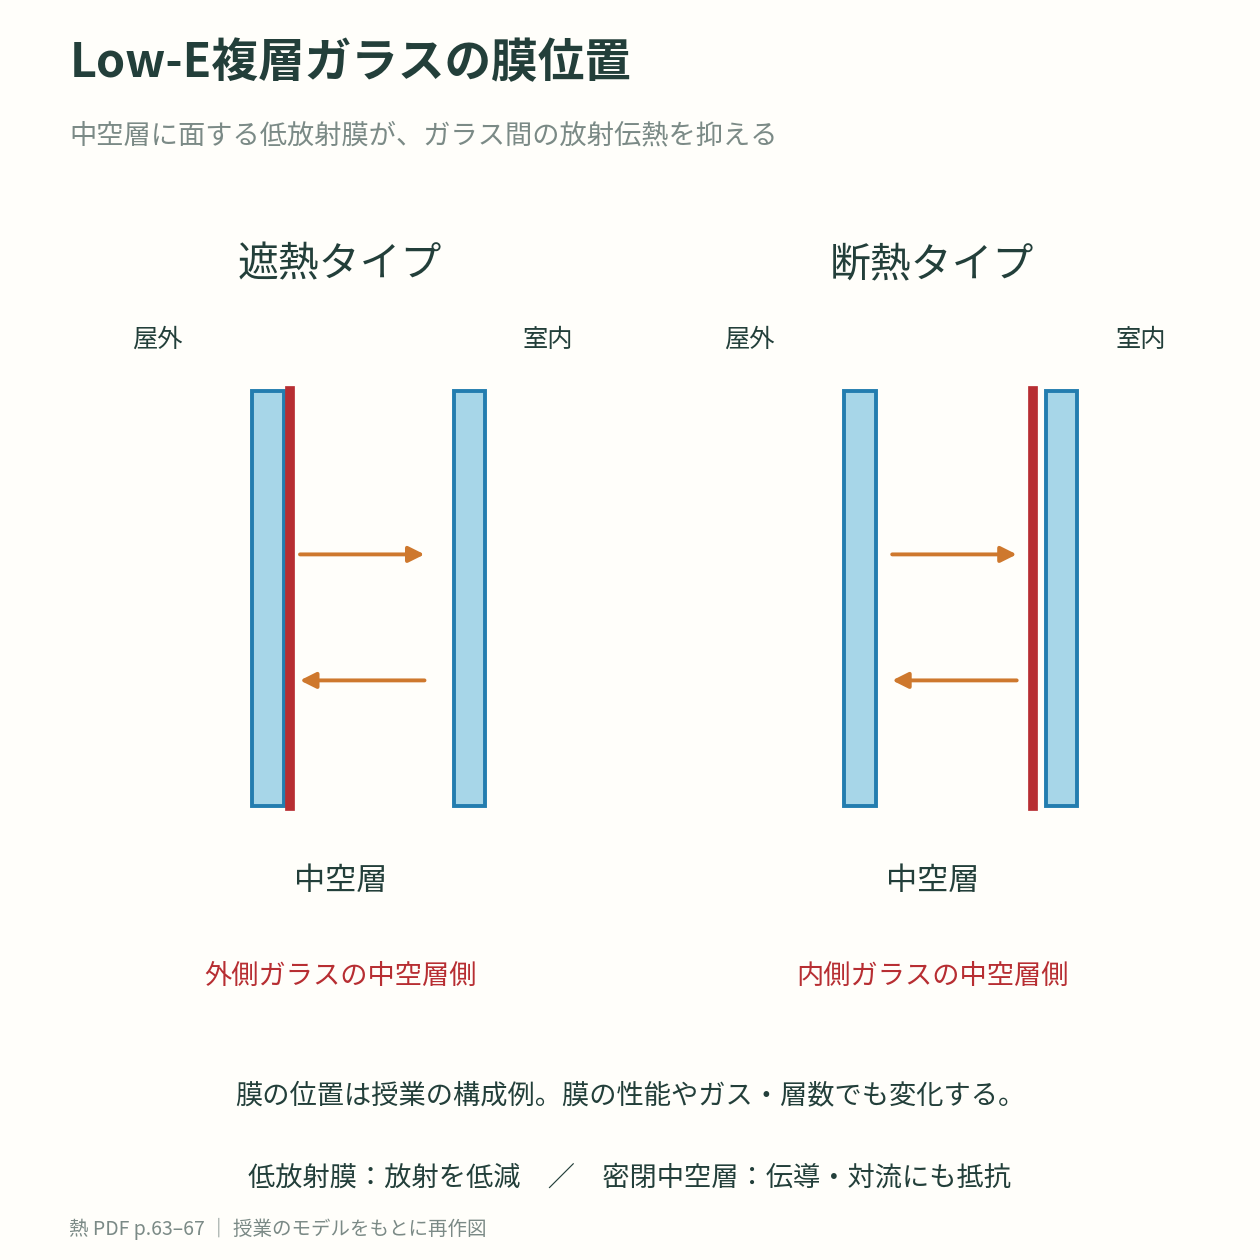 Low-E複層ガラスの膜位置
中空層に面する低放射膜が、ガラス間の放射伝熱を抑える
遮熱タイプ
屋外
室内
中空層
外側ガラスの中空層側
断熱タイプ
屋外
室内
中空層
内側ガラスの中空層側
膜の位置は授業の構成例。膜の性能やガス・層数でも変化する。
低放射膜：放射を低減　／　密閉中空層：伝導・対流にも抵抗
熱 PDF p.63–67 ｜ 授業のモデルをもとに再作図